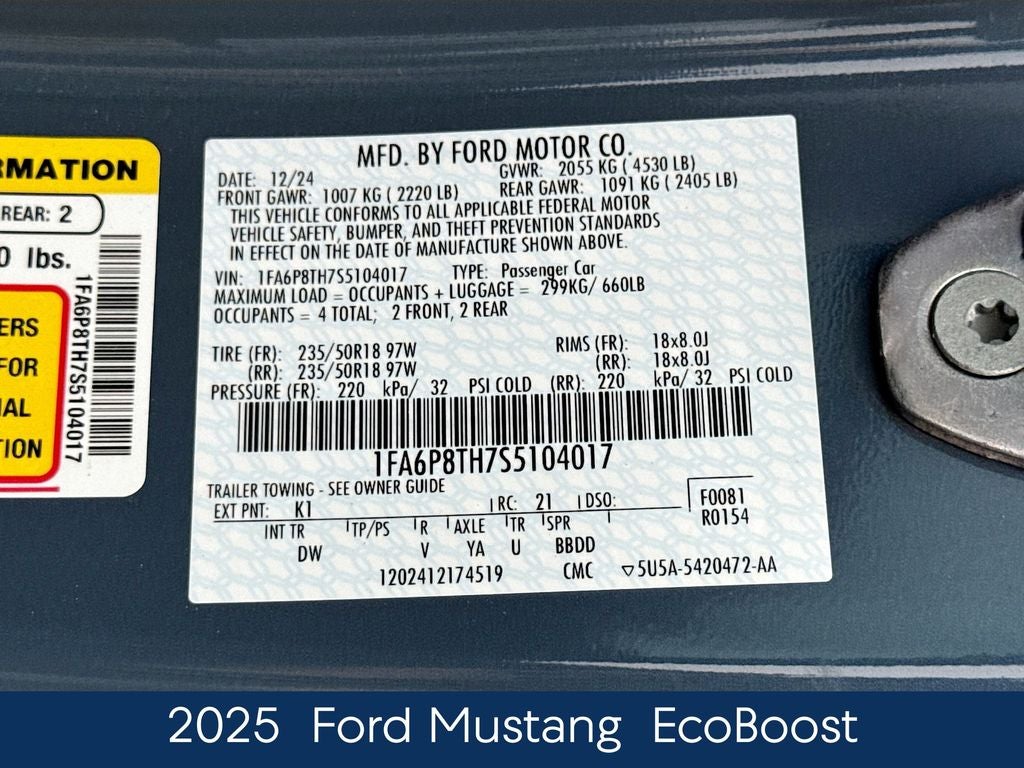 RMATION
REAR: 2
0 lbs.
ERS
FOR
IAL
TION
1FA6P8TH7S5104017
MFD. BY FORD MOTOR CO.
DATE: 12/24 GVWR: 2055 KG ( 4530 LB)
FRONT GAWR: 1007 KG ( 2220 LB) REAR GAWR: 1091 KG ( 2405 LB)
THIS VEHICLE CONFORMS TO ALL APPLICABLE FEDERAL MOTOR
VEHICLE SAFETY, BUMPER, AND THEFT PREVENTION STANDARDS
IN EFFECT ON THE DATE OF MANUFACTURE SHOWN ABOVE.
VIN: 1FA6P8TH7S5104017 TYPE: Passenger Car
MAXIMUM LOAD = OCCUPANTS + LUGGAGE = 299KG/ 660LB
OCCUPANTS = 4 TOTAL; 2 FRONT, 2 REAR
TIRE (FR): 235/50R18 97W RIMS (FR): 18x8.0J
(RR): 235/50R18 97W (RR): 18x8.0J
PRESSURE (FR): 220 kPa/ 32 PSI COLD (RR): 220 kPa/ 32 PSI COLD
1FA6P8TH7S5104017
TRAILER TOWING - SEE OWNER GUIDE
EXT PNT: K1 RC: 21 DSO: F0081
R0154
INT TR TP/PS R AXLE TR SPR
DW V YA U BBDD
1202412174519 CMC ▽5U5A-5420472-AA
2025 Ford Mustang EcoBoost